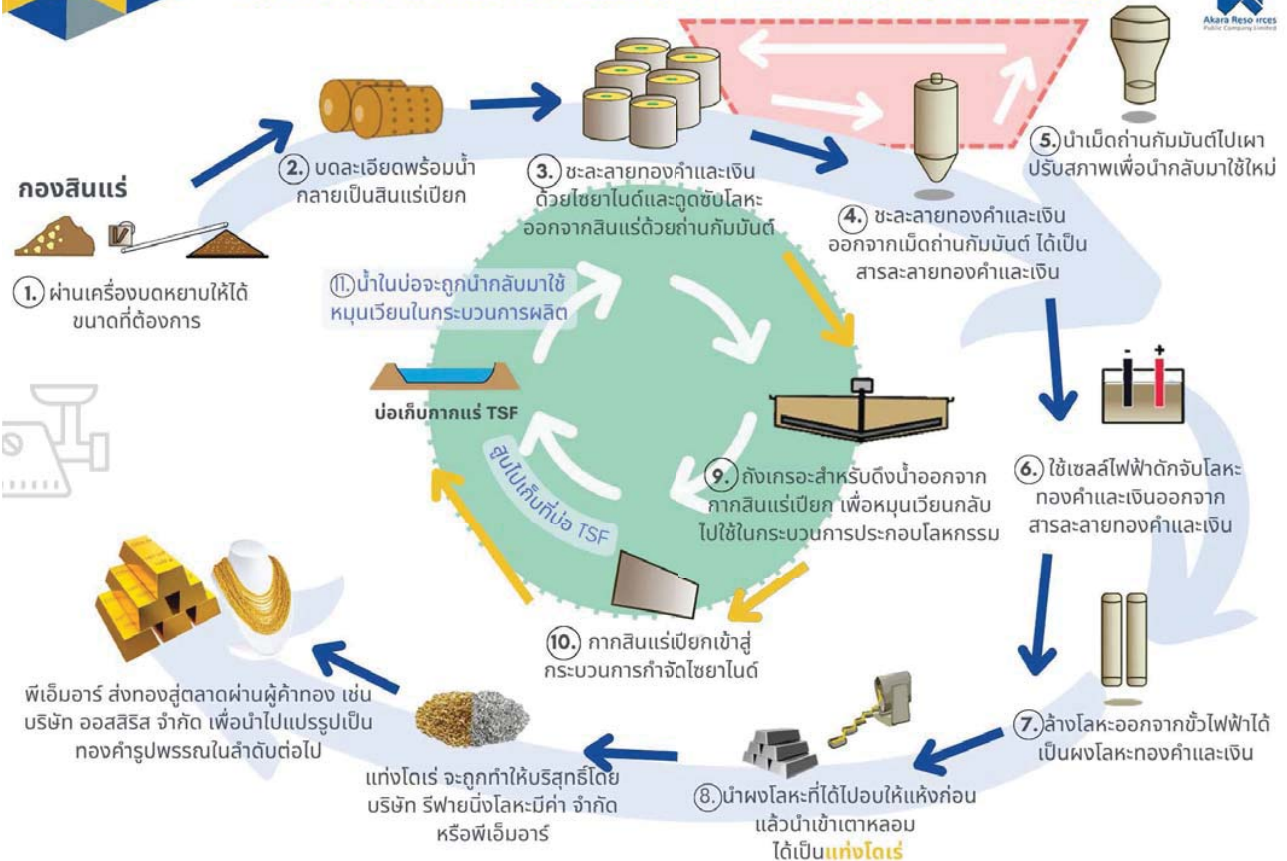 Akara Resources
Public Company Limited
กองสินแร่
1. ผ่านเครื่องบดหยาบให้ได้
ขนาดที่ต้องการ
2. บดละเอียดพร้อมน้ำ
กลายเป็นสินแร่เปียก
3. ชะละลายทองคำและเงิน
ด้วยไซยาไนด์และดูดซับโลหะ
ออกจากสินแร่ด้วยถ่านกัมมันต์
4. ชะละลายทองคำและเงิน
ออกจากเม็ดถ่านกัมมันต์ ได้เป็น
สารละลายทองคำและเงิน
5. นำเม็ดถ่านกัมมันต์ไปเผา
ปรับสภาพเพื่อนำกลับมาใช้ใหม่
- +
6. ใช้เซลล์ไฟฟ้าดักจับโลหะ
ทองคำและเงินออกจาก
สารละลายทองคำและเงิน
7. ล้างโลหะออกจากขั้วไฟฟ้าได้
เป็นผงโลหะทองคำและเงิน
8. นำผงโลหะที่ได้ไปอบให้แห้งก่อน
แล้วนำเข้าเตาหลอม
ได้เป็นแท่งโดเร่
แท่งโดเร่ จะถูกทำให้บริสุทธิ์โดย
บริษัท รีฟายนิ่งโลหะมีค่า จำกัด
หรือพีเอ็มอาร์
พีเอ็มอาร์ ส่งทองสู่ตลาดผ่านผู้ค้าทอง เช่น
บริษัท ออสสิริส จำกัด เพื่อนำไปแปรรูปเป็น
ทองคำรูปพรรณในลำดับต่อไป
9. ถังเกรอะสำหรับดึงน้ำออกจาก
กากสินแร่เปียก เพื่อหมุนเวียนกลับ
ไปใช้ในกระบวนการประกอบโลหกรรม
10. กากสินแร่เปียกเข้าสู่
กระบวนการกำจัดไซยาไนด์
สูบไปเก็บที่บ่อ TSF
บ่อเก็บกากแร่ TSF
11. น้ำในบ่อจะถูกนำกลับมาใช้
หมุนเวียนในกระบวนการผลิต